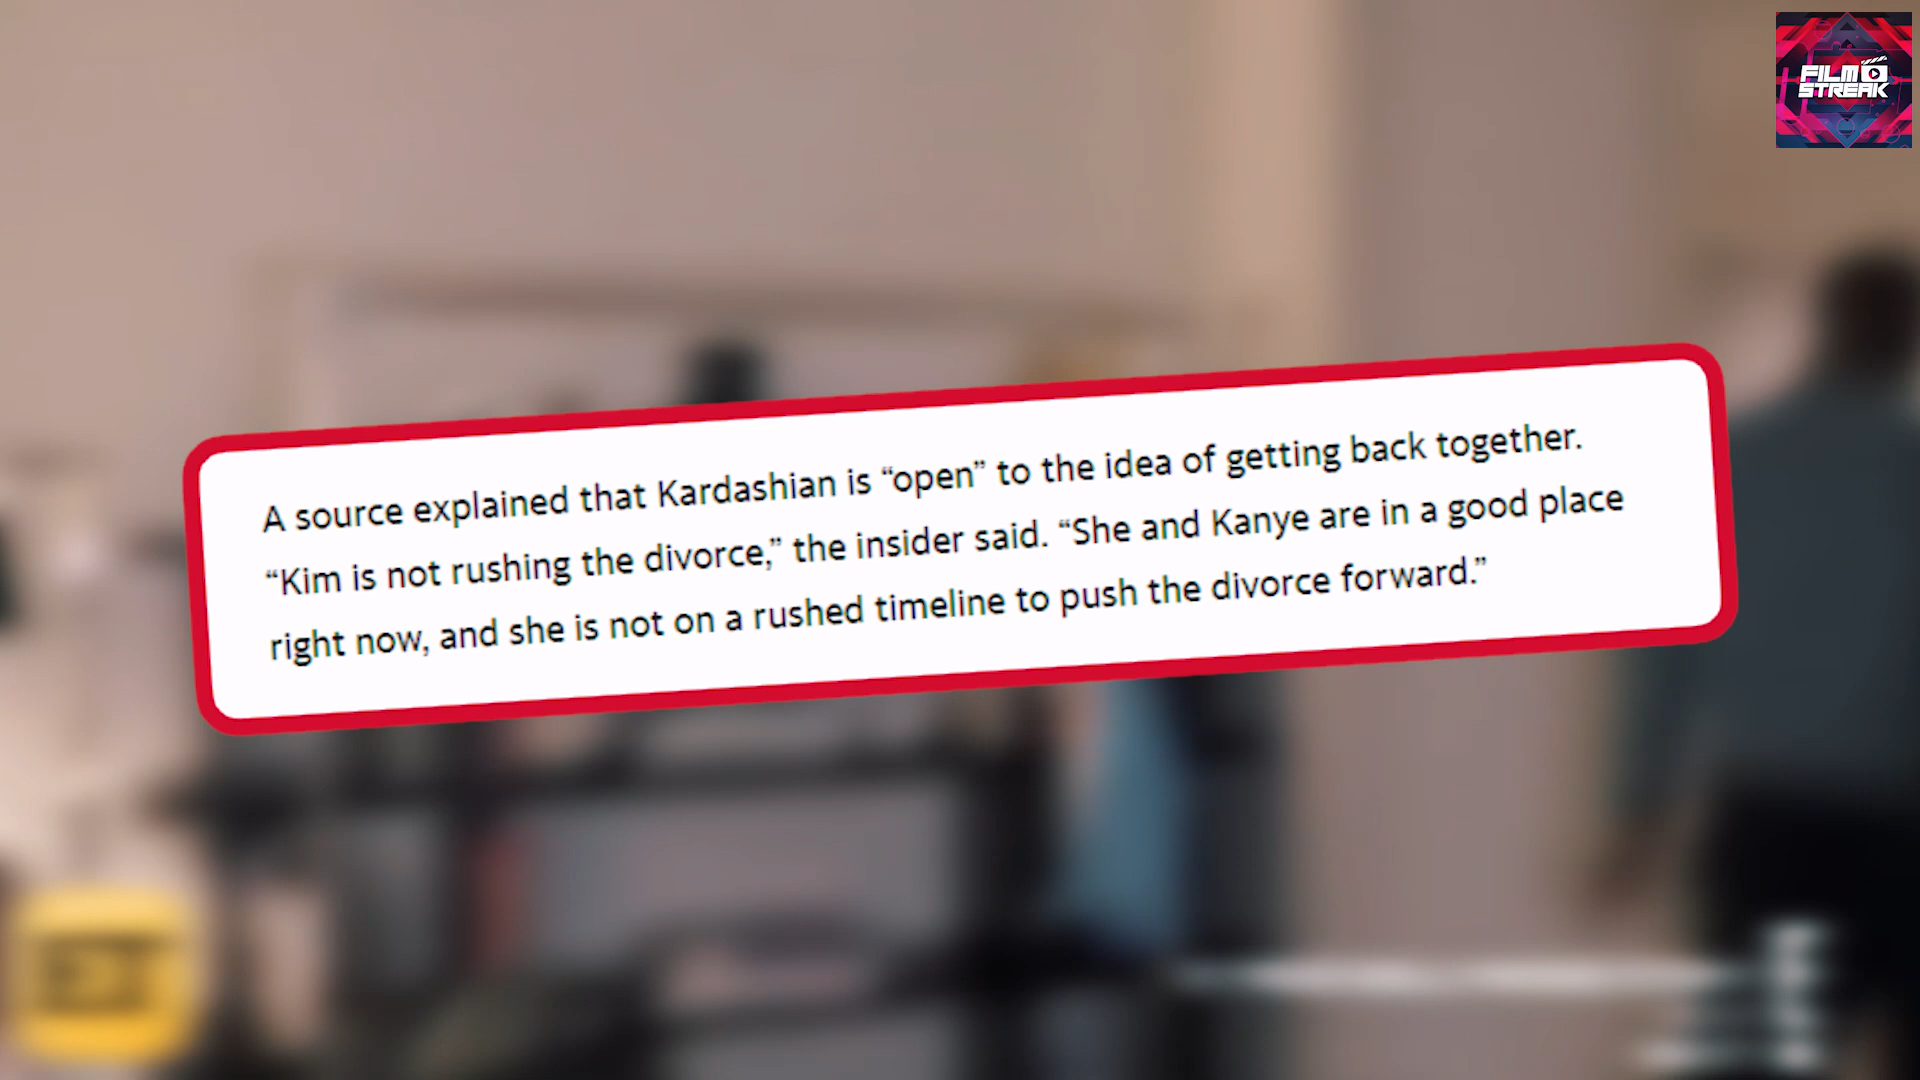 FILM
STREAK
A source explained that Kardashian is “open” to the idea of getting back together.
“Kim is not rushing the divorce,” the insider said. “She and Kanye are in a good place
right now, and she is not on a rushed timeline to push the divorce forward.”
ET